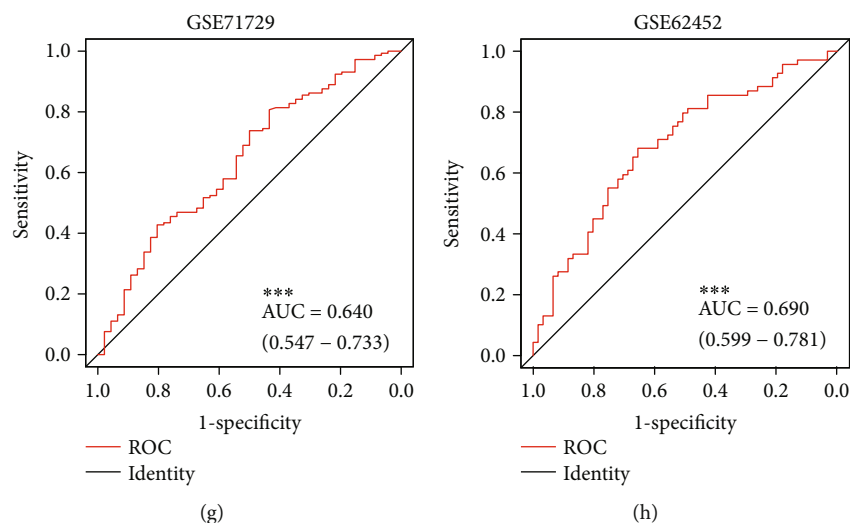 GSE71729
1.0
0.8
0.6
0.4
0.2
0.0
Sensitivity
***
AUC = 0.640
(0.547 – 0.733)
1.0 0.8 0.6 0.4 0.2 0.0
1-specificity
ROC
Identity
(g)
GSE62452
1.0
0.8
0.6
0.4
0.2
0.0
Sensitivity
***
AUC = 0.690
(0.599 – 0.781)
1.0 0.8 0.6 0.4 0.2 0.0
1-specificity
ROC
Identity
(h)